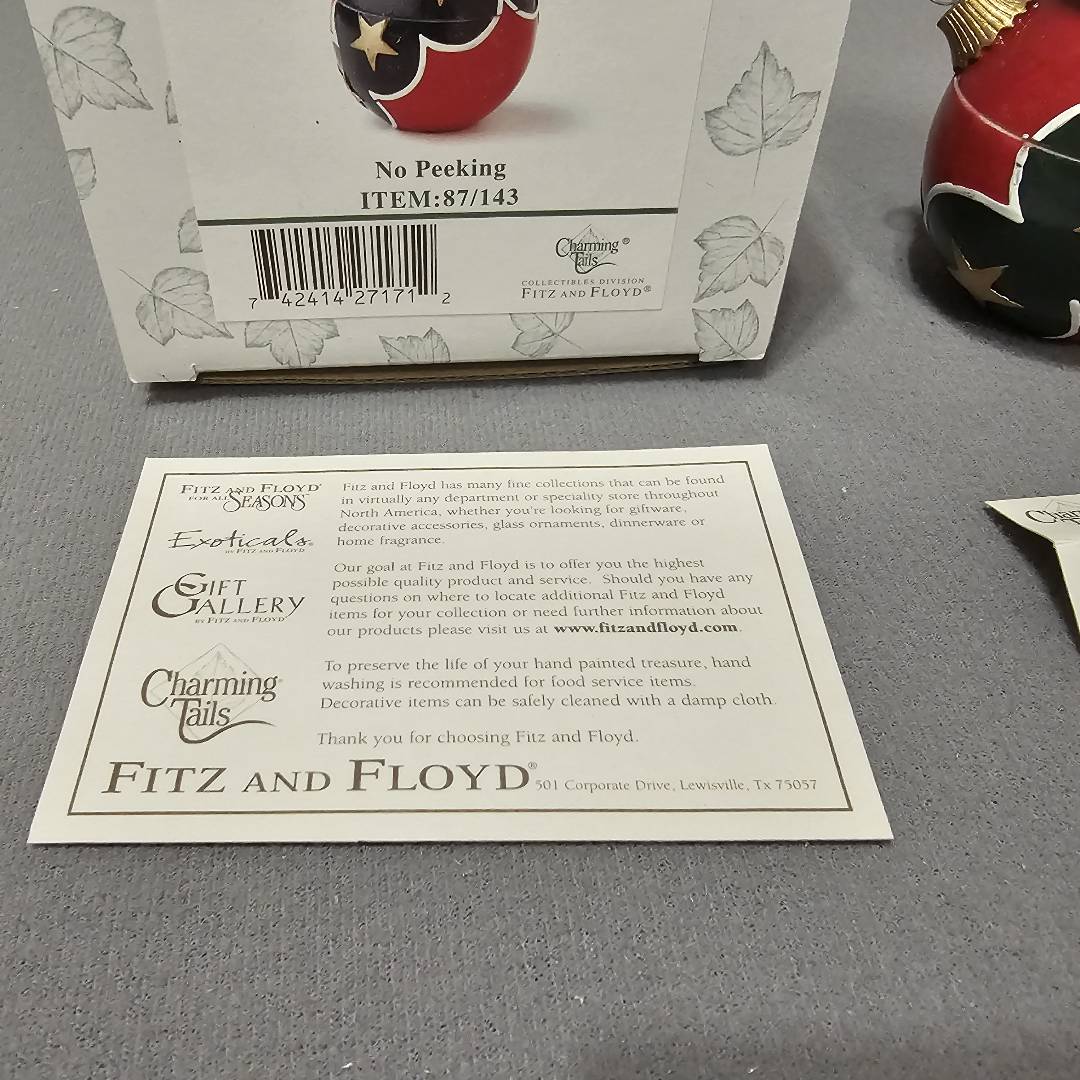 No Peeking
ITEM:87/143
7 42414 27171 2
Charming Tails®
COLLECTIBLES DIVISION
FITZ AND FLOYD®
FITZ AND FLOYD®
FOR ALL SEASONS™
Exoticals®
BY FITZ AND FLOYD
GIFT
GALLERY
BY FITZ AND FLOYD
Charming
Tails
Fitz and Floyd has many fine collections that can be found
in virtually any department or speciality store throughout
North America, whether you're looking for giftware,
decorative accessories, glass ornaments, dinnerware or
home fragrance.
Our goal at Fitz and Floyd is to offer you the highest
possible quality product and service. Should you have any
questions on where to locate additional Fitz and Floyd
items for your collection or need further information about
our products please visit us at www.fitzandfloyd.com.
To preserve the life of your hand painted treasure, hand
washing is recommended for food service items.
Decorative items can be safely cleaned with a damp cloth.
Thank you for choosing Fitz and Floyd.
FITZ AND FLOYD® 501 Corporate Drive, Lewisville, Tx 75057